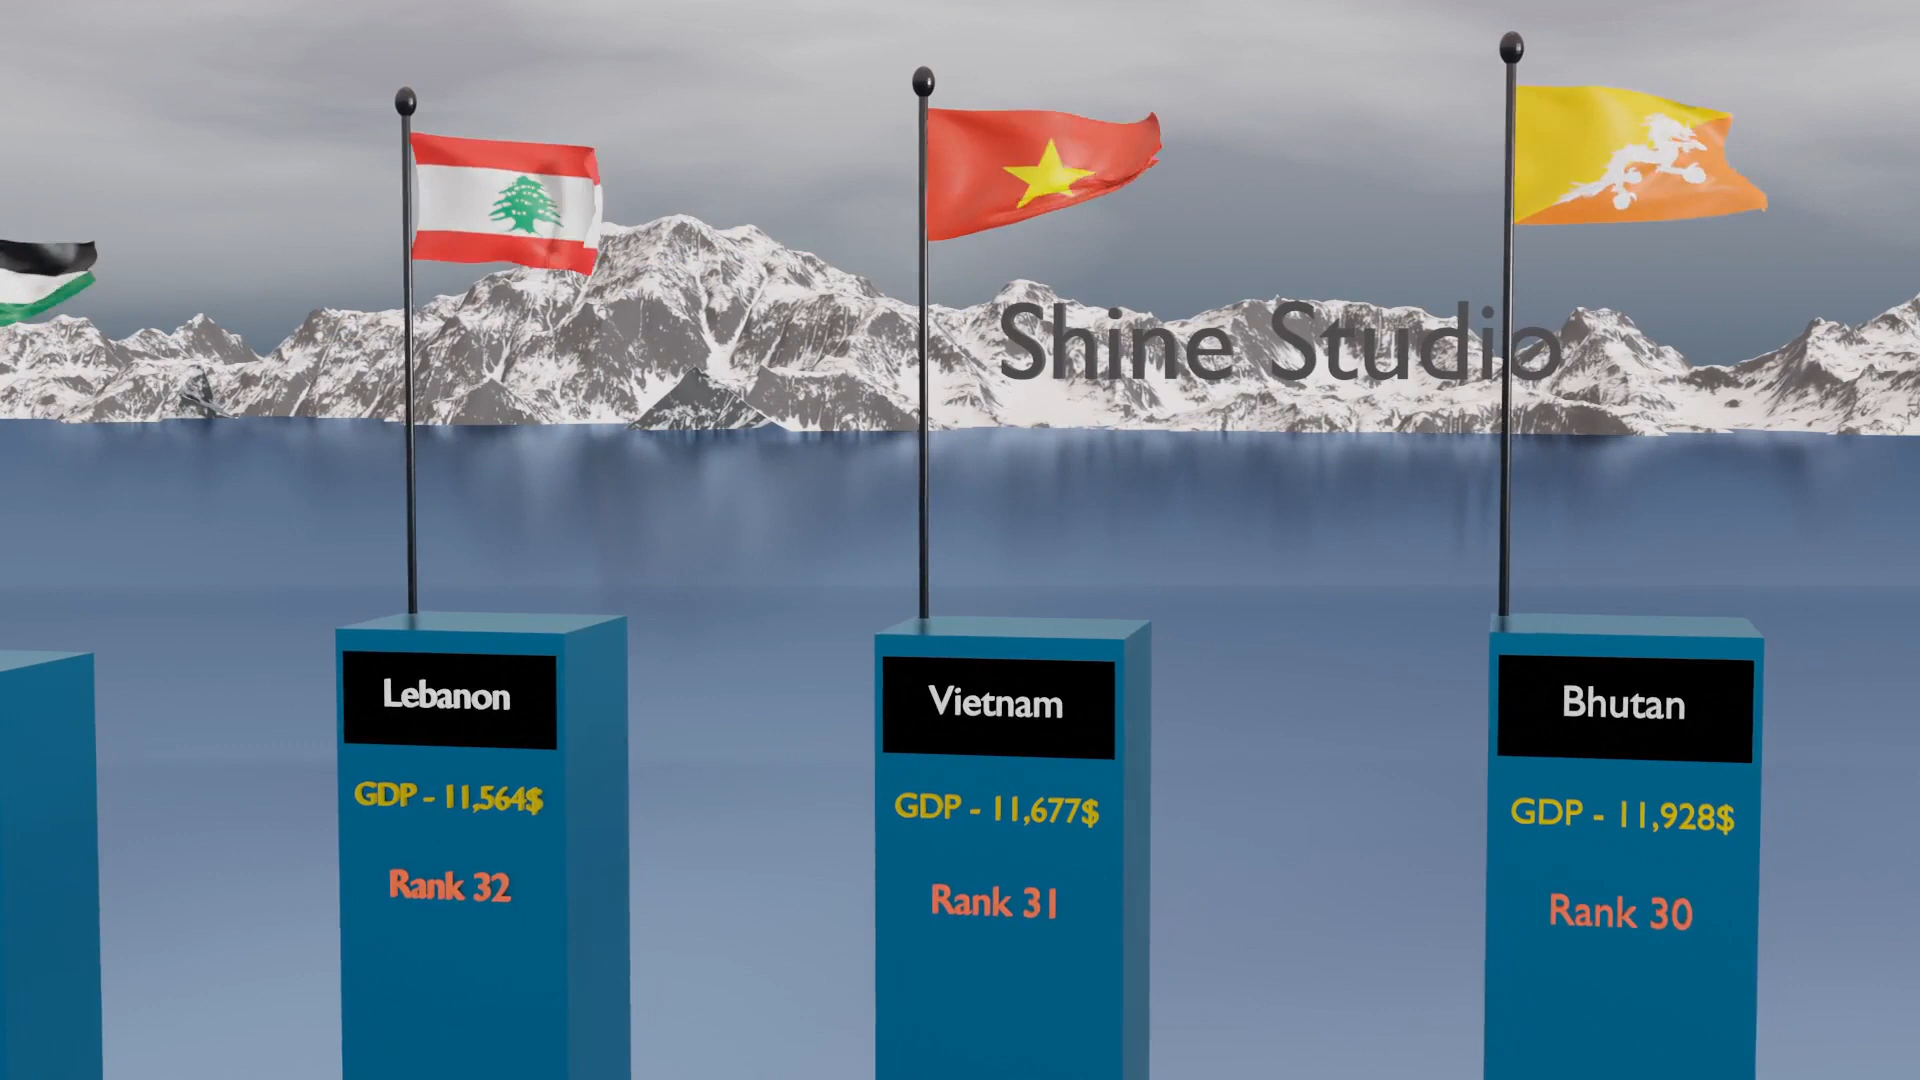 Shine Studio
Lebanon
GDP - 11,564$
Rank 32
Vietnam
GDP - 11,677$
Rank 31
Bhutan
GDP - 11,928$
Rank 30